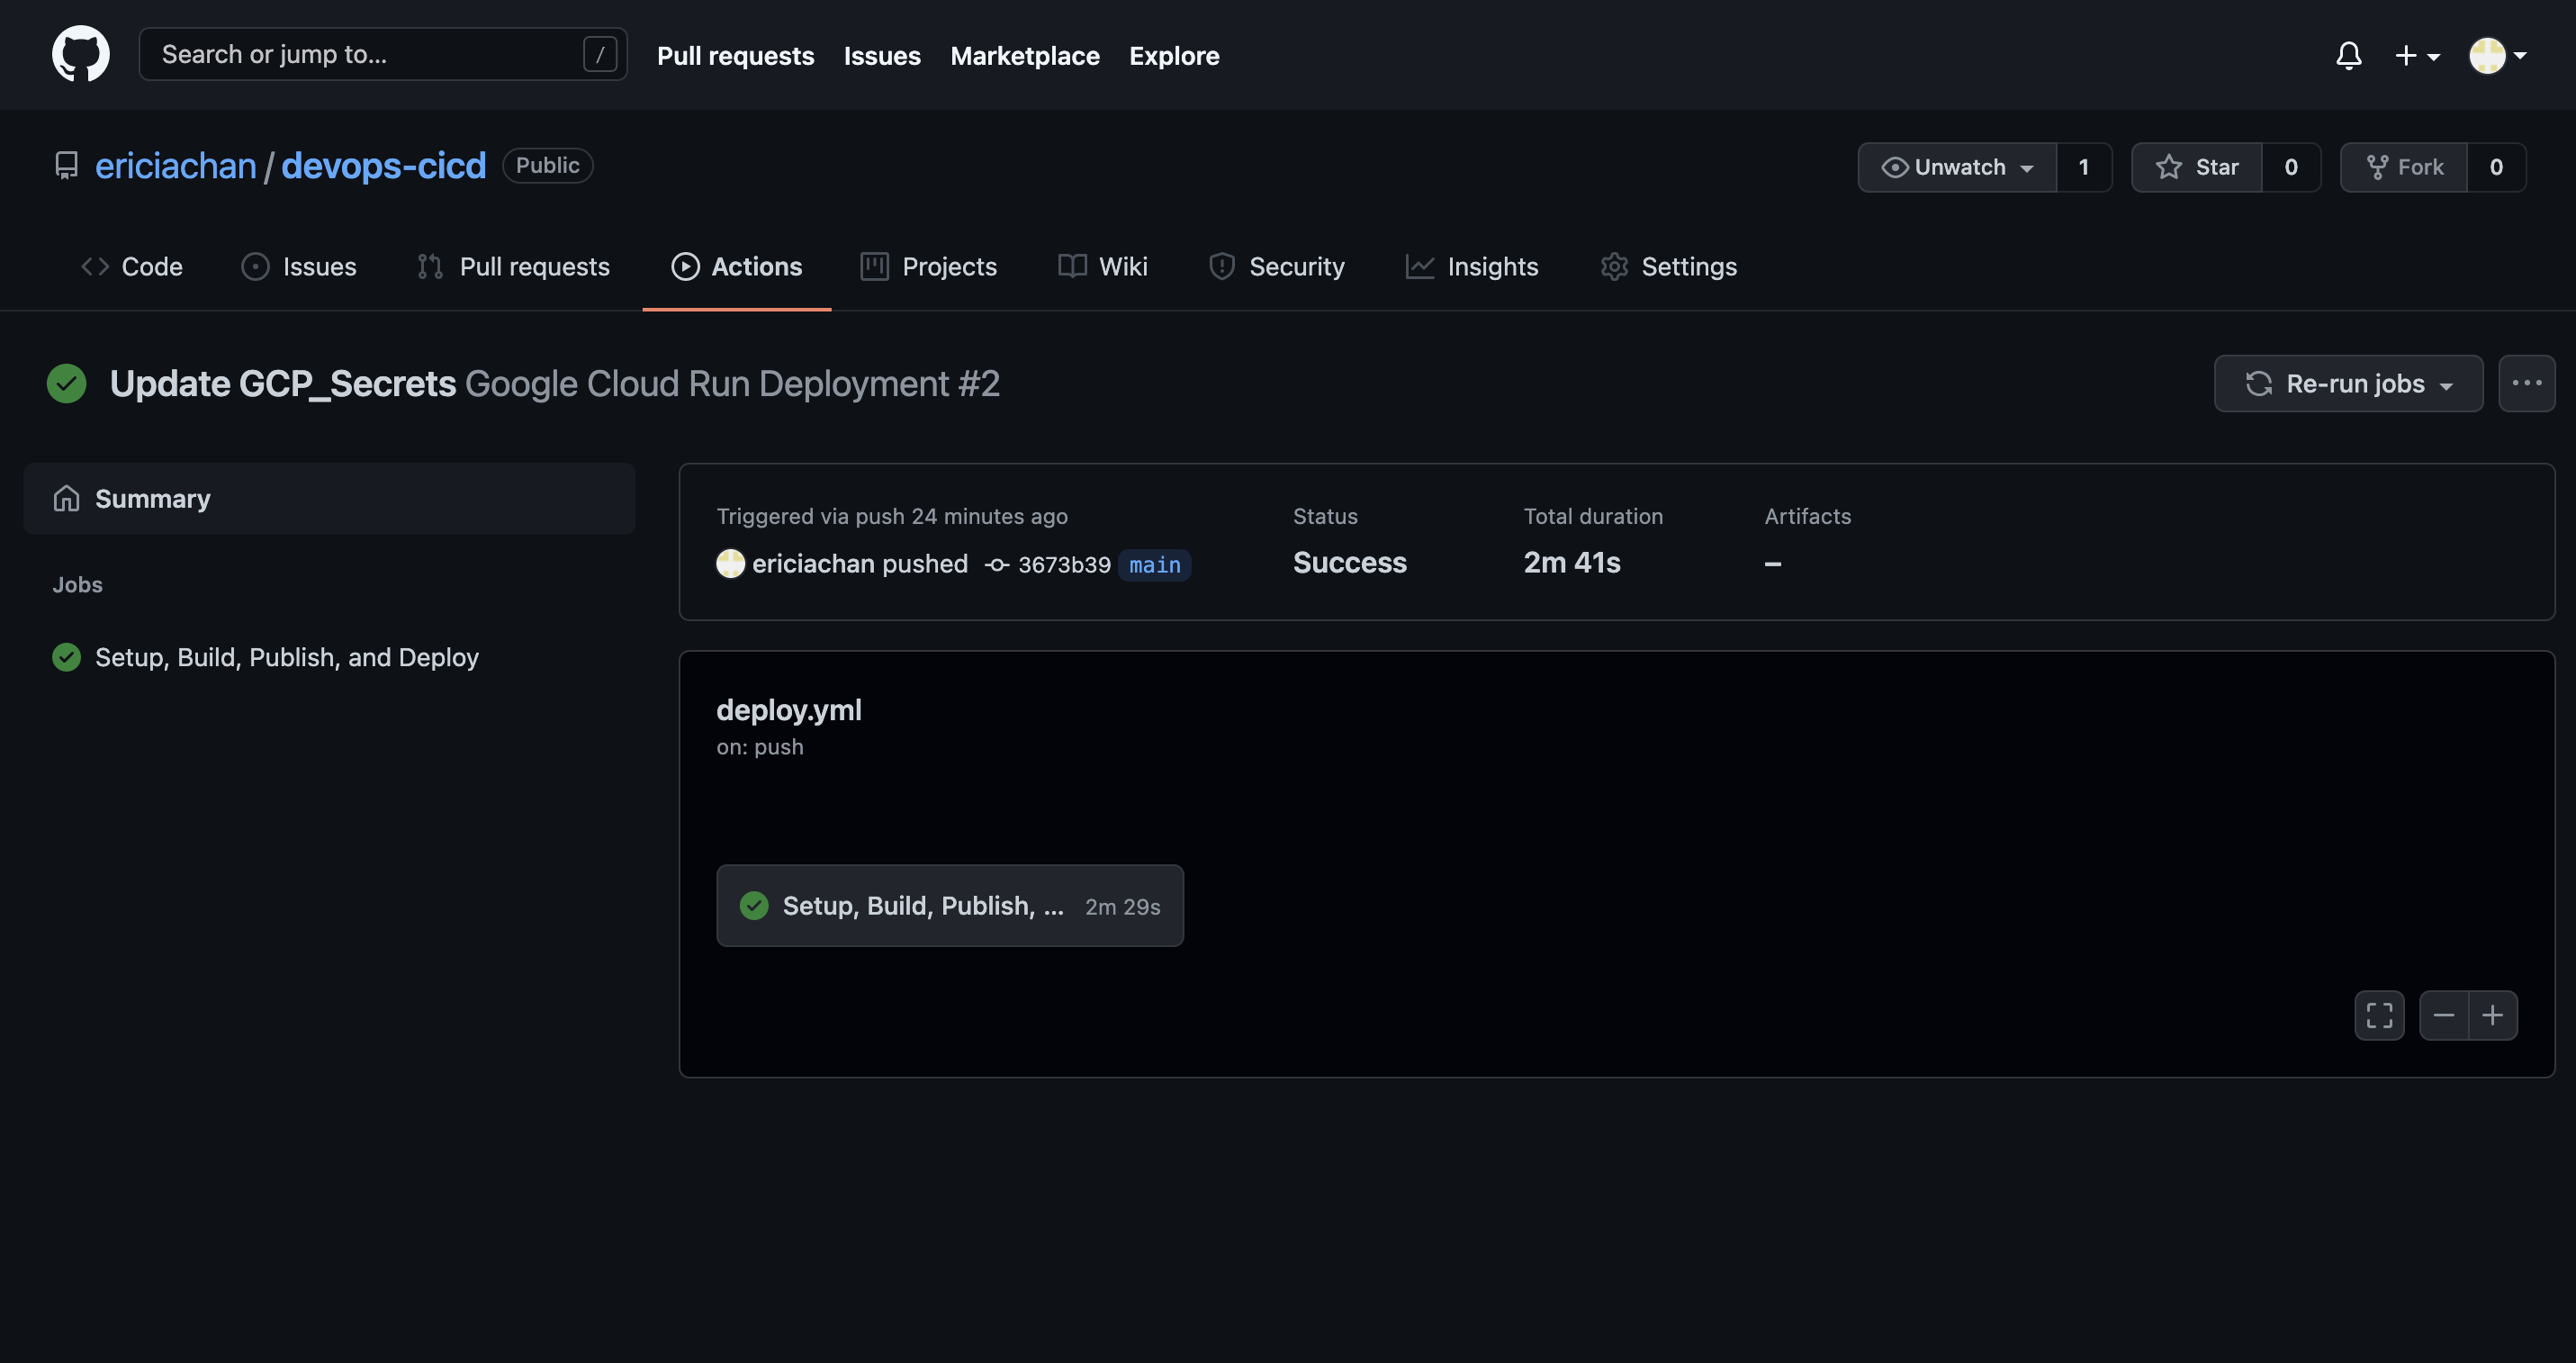 Search or jump to... /
Pull requests Issues Marketplace Explore
ericiachan / devops-cicd Public
Unwatch 1 Star 0 Fork 0
Code Issues Pull requests Actions Projects Wiki Security Insights Settings
Update GCP_Secrets Google Cloud Run Deployment #2
Re-run jobs
Summary
Jobs
Setup, Build, Publish, and Deploy
Triggered via push 24 minutes ago
ericiachan pushed 3673b39 main
Status
Success
Total duration
2m 41s
Artifacts
–
deploy.yml
on: push
Setup, Build, Publish, ... 2m 29s